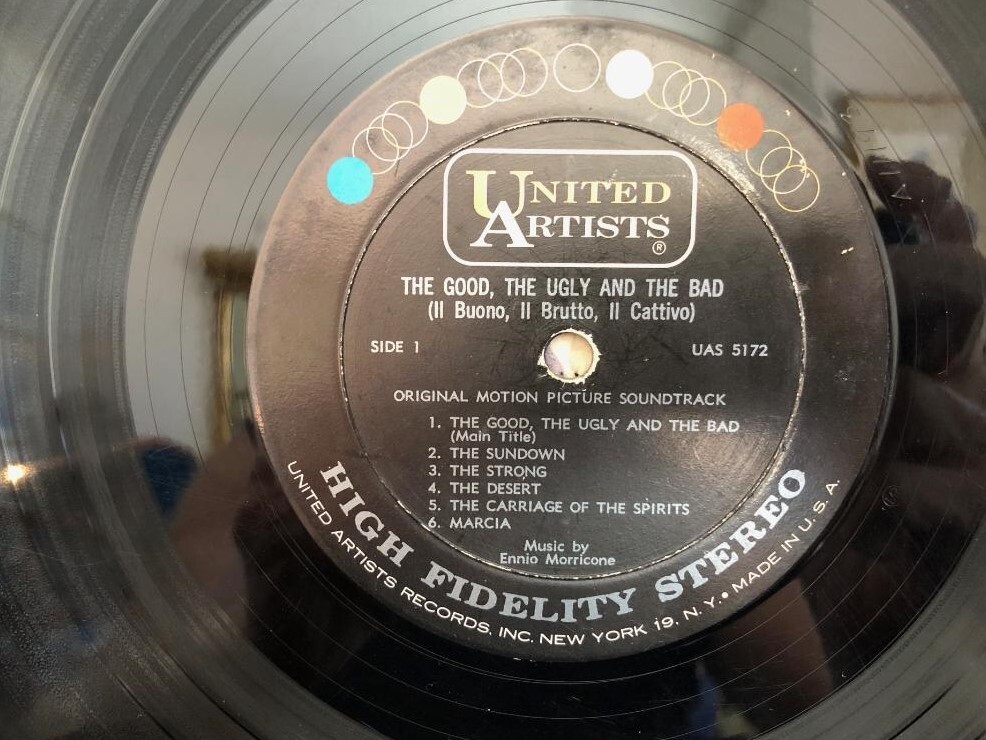 UNITED
ARTISTS
®
THE GOOD, THE UGLY AND THE BAD
(Il Buono, Il Brutto, Il Cattivo)
SIDE 1
UAS 5172
ORIGINAL MOTION PICTURE SOUNDTRACK
1. THE GOOD, THE UGLY AND THE BAD
(Main Title)
2. THE SUNDOWN
3. THE STRONG
4. THE DESERT
5. THE CARRIAGE OF THE SPIRITS
6. MARCIA
Music by
Ennio Morricone
HIGH FIDELITY STEREO
UNITED ARTISTS RECORDS, INC. NEW YORK 19, N.Y. • MADE IN U. S. A.